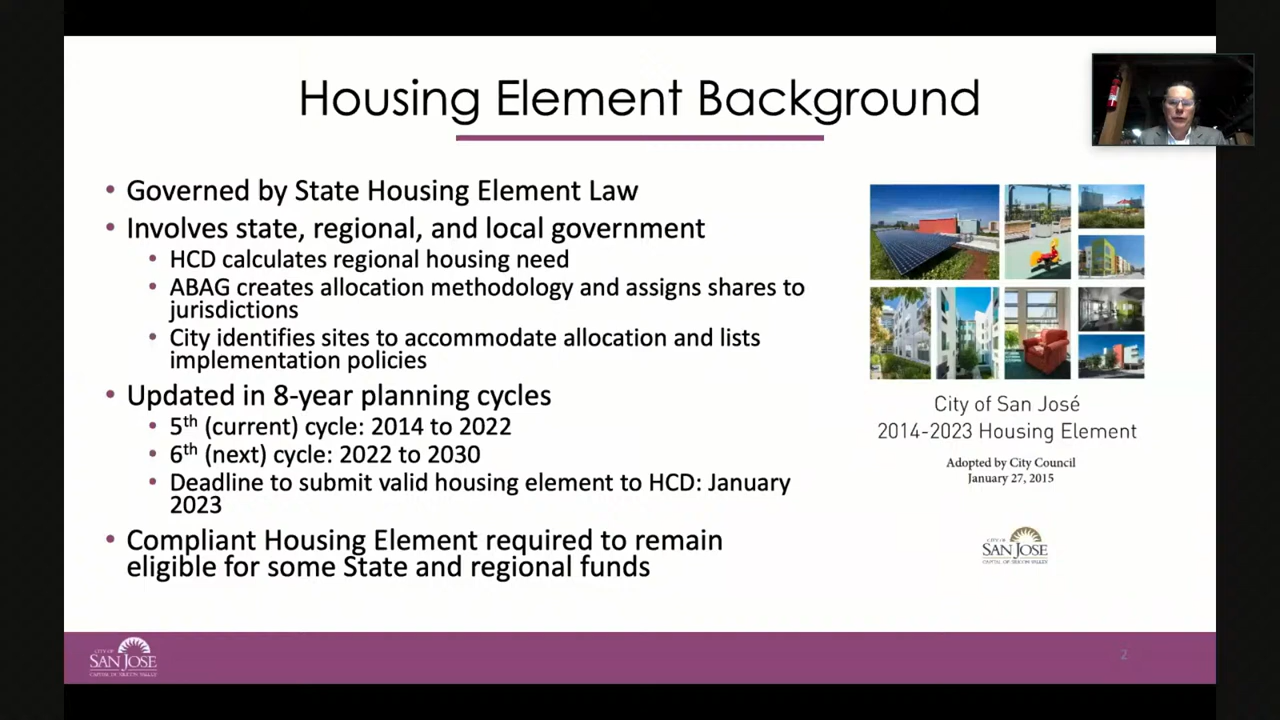 Housing Element Background
• Governed by State Housing Element Law
• Involves state, regional, and local government
• HCD calculates regional housing need
• ABAG creates allocation methodology and assigns shares to
jurisdictions
• City identifies sites to accommodate allocation and lists
implementation policies
• Updated in 8-year planning cycles
• 5th (current) cycle: 2014 to 2022
• 6th (next) cycle: 2022 to 2030
• Deadline to submit valid housing element to HCD: January
2023
• Compliant Housing Element required to remain
eligible for some State and regional funds
City of San José
2014-2023 Housing Element
Adopted by City Council
January 27, 2015
CITY OF
SAN JOSE
CAPITAL OF SILICON VALLEY
CITY OF
SAN JOSE
CAPITAL OF SILICON VALLEY
2